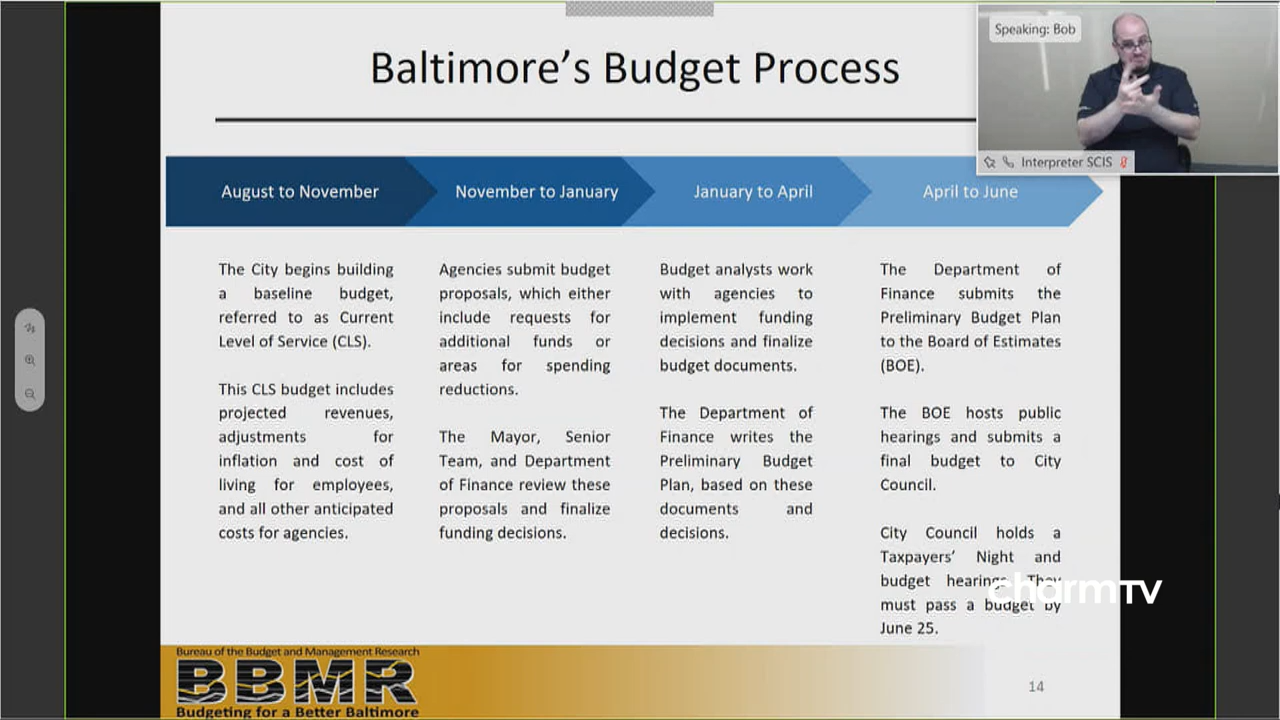 Baltimore's Budget Process
Speaking: Bob
Interpreter SCIS
August to November
November to January
January to April
April to June
The City begins building
a baseline budget,
referred to as Current
Level of Service (CLS).
This CLS budget includes
projected revenues,
adjustments for
inflation and cost of
living for employees,
and all other anticipated
costs for agencies.
Agencies submit budget
proposals, which either
include requests for
additional funds or
areas for spending
reductions.
The Mayor, Senior
Team, and Department
of Finance review these
proposals and finalize
funding decisions.
Budget analysts work
with agencies to
implement funding
decisions and finalize
budget documents.
The Department of
Finance writes the
Preliminary Budget
Plan, based on these
documents and
decisions.
The Department of
Finance submits the
Preliminary Budget Plan
to the Board of Estimates
(BOE).
The BOE hosts public
hearings and submits a
final budget to City
Council.
City Council holds a
Taxpayers' Night and
budget hearings. They
must pass a budget by
June 25.
charmTV
Bureau of the Budget and Management Research
BBMR
Budgeting for a Better Baltimore
14